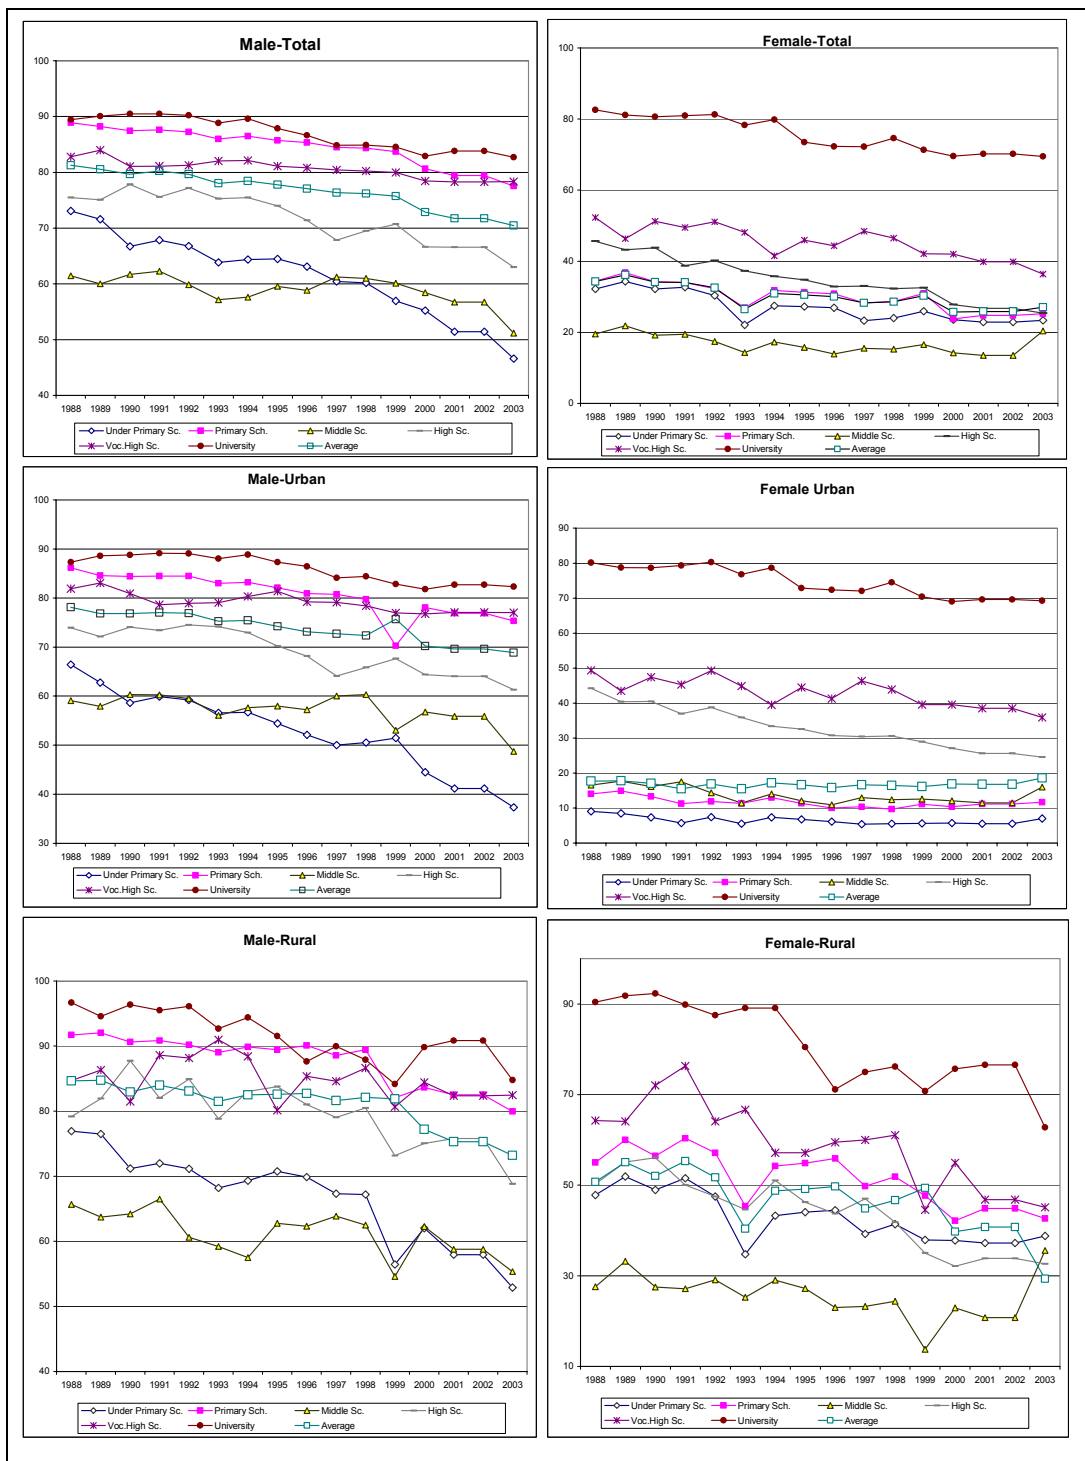 Male-Total
100
90
80
70
60
50
40
1988 1989 1990 1991 1992 1993 1994 1995 1996 1997 1998 1999 2000 2001 2002 2003
Under Primary Sc. Primary Sch. Middle Sc. High Sc.
Voc.High Sc. University Average
Female-Total
100
80
60
40
20
0
1988 1989 1990 1991 1992 1993 1994 1995 1996 1997 1998 1999 2000 2001 2002 2003
Under Primary Sc. Primary Sch. Middle Sc. High Sc.
Voc.High Sc. University Average
Male-Urban
100
90
80
70
60
50
40
30
1988 1989 1990 1991 1992 1993 1994 1995 1996 1997 1998 1999 2000 2001 2002 2003
Under Primary Sc. Primary Sch. Middle Sc. High Sc.
Voc.High Sc. University Average
Female Urban
90
80
70
60
50
40
30
20
10
0
1988 1989 1990 1991 1992 1993 1994 1995 1996 1997 1998 1999 2000 2001 2002 2003
Under Primary Sc. Primary Sch. Middle Sc. High Sc.
Voc.High Sc. University Average
Male-Rural
100
90
80
70
60
50
40
1988 1989 1990 1991 1992 1993 1994 1995 1996 1997 1998 1999 2000 2001 2002 2003
Under Primary Sc. Primary Sch. Middle Sc. High Sc.
Voc.High Sc. University Average
Female-Rural
90
70
50
30
10
1988 1989 1990 1991 1992 1993 1994 1995 1996 1997 1998 1999 2000 2001 2002 2003
Under Primary Sc. Primary Sch. Middle Sc. High Sc.
Voc.High Sc. University Average